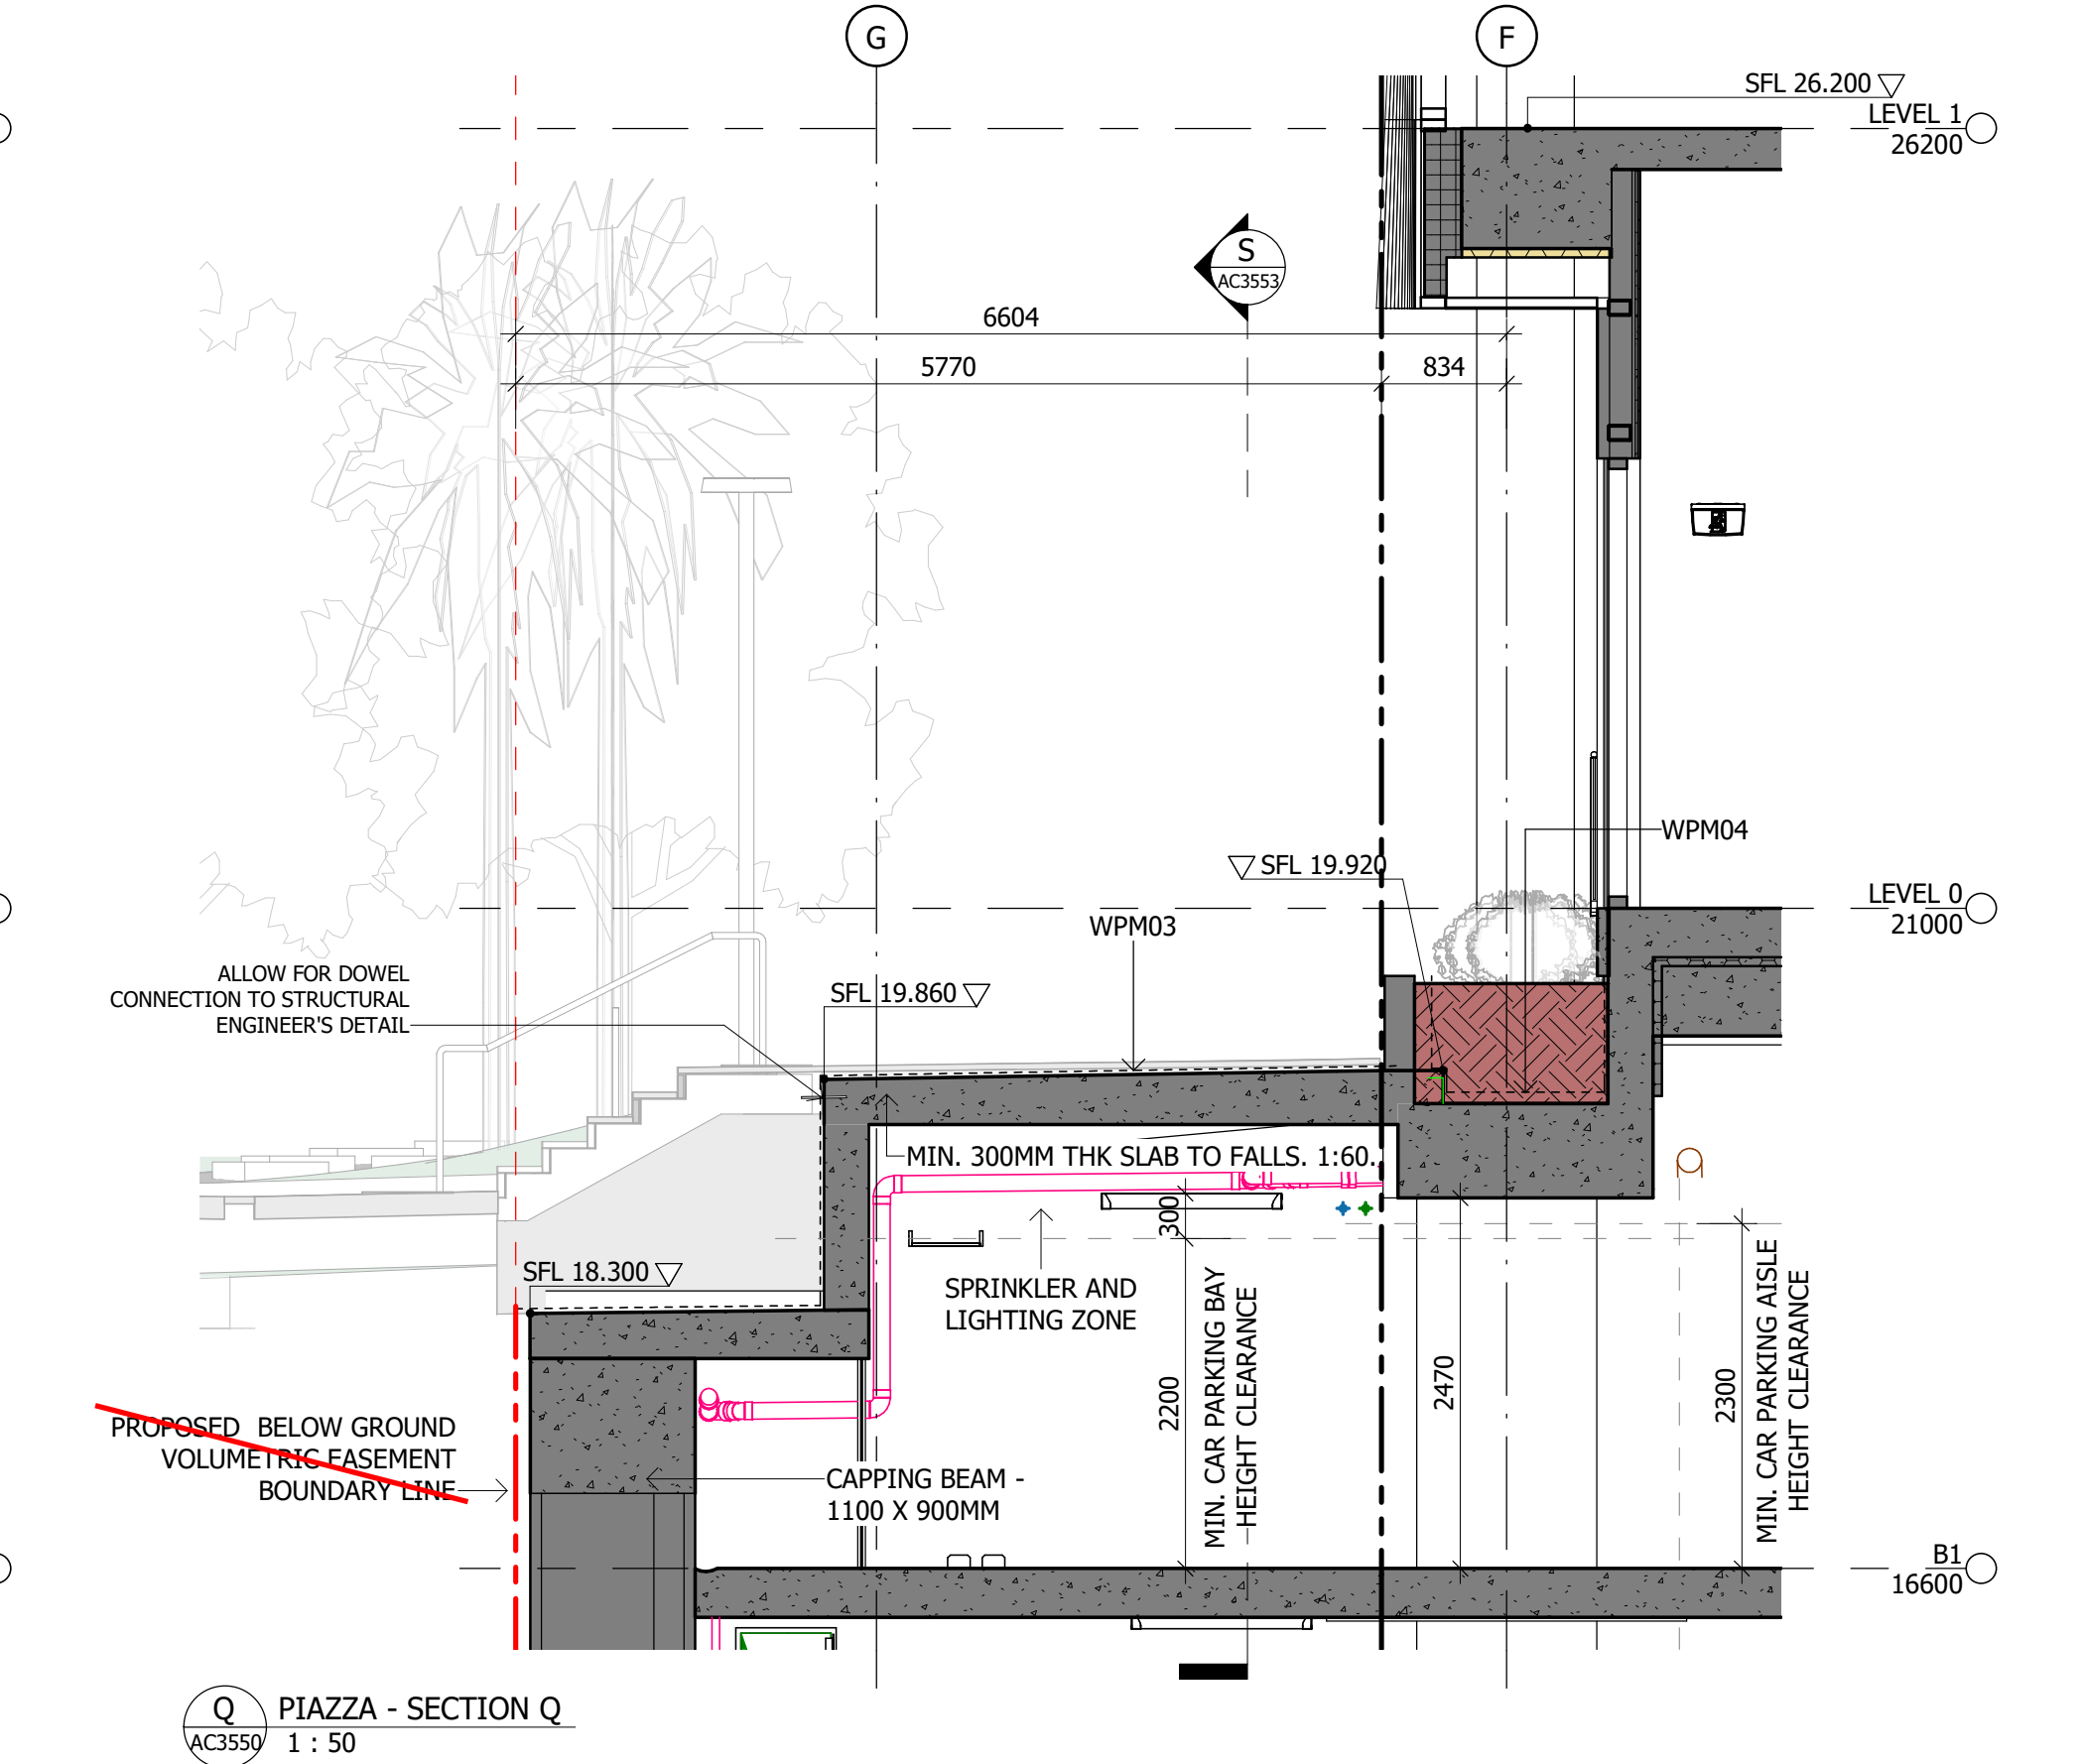 G
F
SFL 26.200
LEVEL 1
26200
S
AC3553
6604
5770
834
WPM04
SFL 19.920
LEVEL 0
21000
WPM03
ALLOW FOR DOWEL
CONNECTION TO STRUCTURAL
ENGINEER'S DETAIL
SFL 19.860
MIN. 300MM THK SLAB TO FALLS. 1:60.
300
SPRINKLER AND
LIGHTING ZONE
SFL 18.300
2200
MIN. CAR PARKING BAY
HEIGHT CLEARANCE
2470
2300
MIN. CAR PARKING AISLE
HEIGHT CLEARANCE
PROPOSED BELOW GROUND
VOLUMETRIC EASEMENT
BOUNDARY LINE
CAPPING BEAM -
1100 X 900MM
B1
16600
Q
AC3550
PIAZZA - SECTION Q
1 : 50